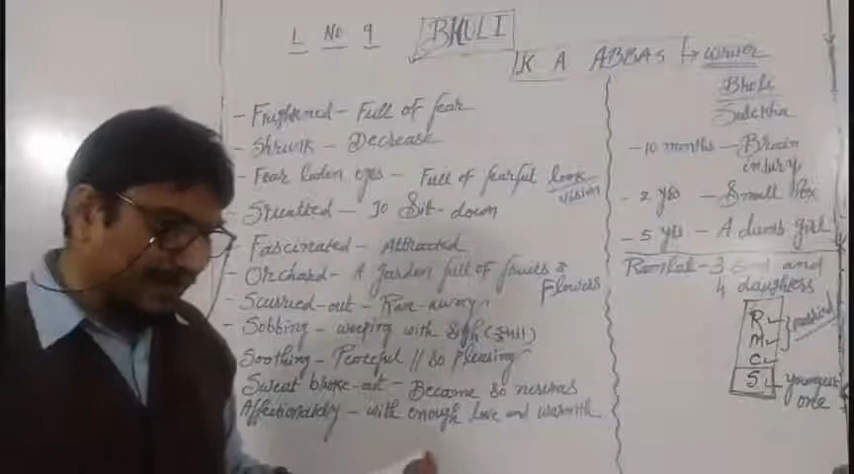 L No 9
BHOLI
K A ABBAS → writer
- Frightened - Full of fear
- Shrunk - Decrease
- Fear laden eyes - Full of fearful look
vision
- Squatted - To Sit-down
- Fascinated - Attracted
- Orchard - A garden full of fruits &
Flowers
- Scurried-out - Ran away
- Sobbing - weeping with sigh
Soothing - Peaceful // so pleasing
Sweat broke-out - Became so nervous
Affectionately - with enough love and warmth
Bholi
Sulekha
- 10 months - Brain
injury
- 2 yrs - Small Pox
- 5 yrs - A dumb girl
Ramlal - 3 and
4 daughters
R
M
married
C
S
youngest
one